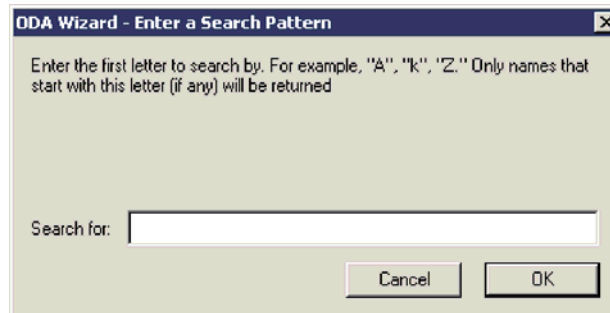 ODA Wizard - Enter a Search Pattern
Enter the first letter to search by. For example, "A", "k", "Z." Only names that
start with this letter (if any) will be returned
Search for:
Cancel OK